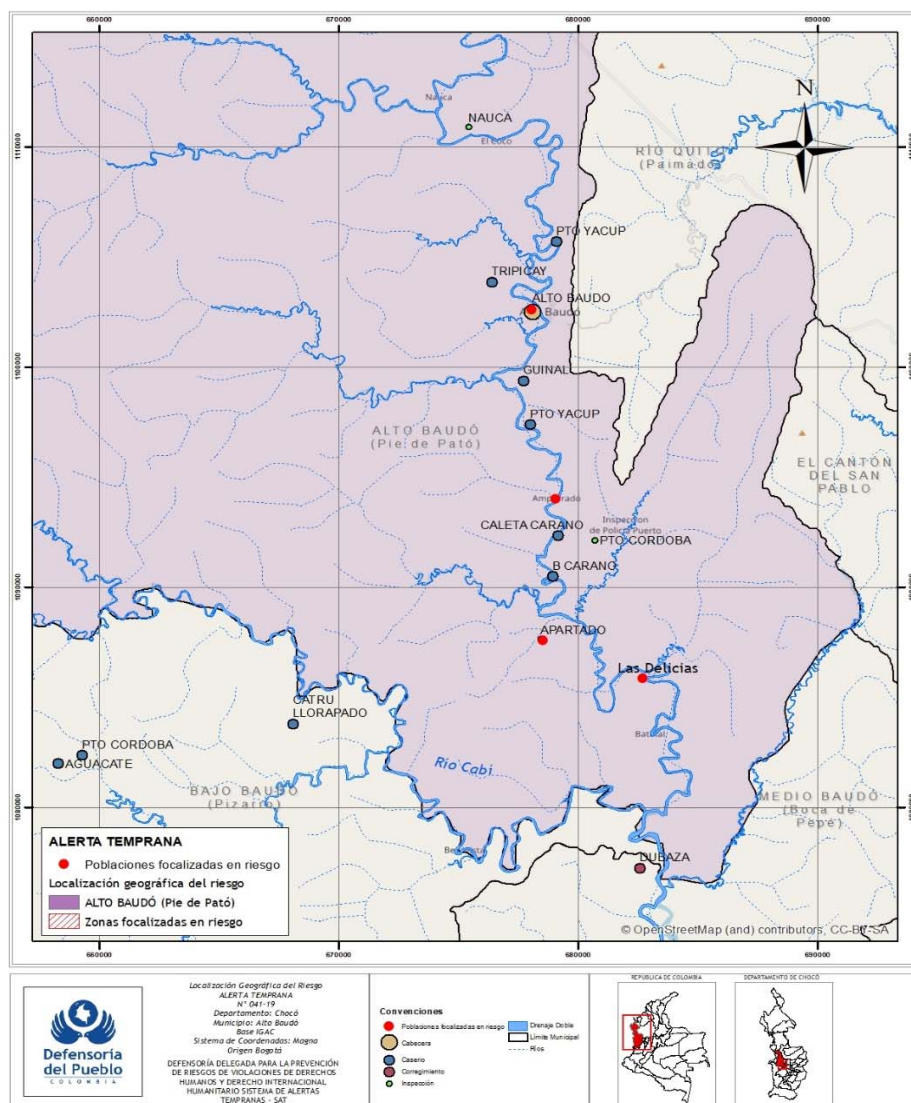 660000
670000
680000
690000
N
Nauca
NAUCA
El Coco
1110000
RÍO QUITO
(Paimadó)
PTO YACUP
TRIPICAY
ALTO BAUDO
Baudó
1100000
GUINAL
PTO YACUP
ALTO BAUDÓ
(Pie de Pató)
EL CANTÓN
DEL SAN
PABLO
CALETA CARANO
Inspeccion
de Policia Puerto
PTO CORDOBA
B CARANO
1090000
APARTADO
Las Delicias
CATRU
LLORAPADO
PTO CORDOBA
AGUACATE
Río Cabí
BAJO BAUDÓ
(Pizarro)
MEDIO BAUDÓ
(Boca de
Pepé)
1080000
DUBAZA
ALERTA TEMPRANA
Poblaciones focalizadas en riesgo
Localización geográfica del riesgo
ALTO BAUDÓ (Pie de Pató)
Zonas focalizadas en riesgo
© OpenStreetMap (and) contributors, CC-BY-SA
660000
670000
680000
690000
Defensoría
del Pueblo
COLOMBIA
Localización Geográfica del Riesgo
ALERTA TEMPRANA
N° 041-19
Departamento: Chocó
Municipio: Alto Baudó
Base IGAC
Sistema de Coordenadas: Magna
Origen Bogotá
DEFENSORÍA DELEGADA PARA LA PREVENCIÓN
DE RIESGOS DE VIOLACIONES DE DERECHOS
HUMANOS Y DERECHO INTERNACIONAL
HUMANITARIO SISTEMA DE ALERTAS
TEMPRANAS - SAT
Convenciones
Poblaciones focalizadas en riesgo
Cabecera
Caserio
Corregimiento
Inspección
Drenaje Doble
Límite Municipal
Ríos
REPÚBLICA DE COLOMBIA
DEPARTAMENTO DE CHOCÓ